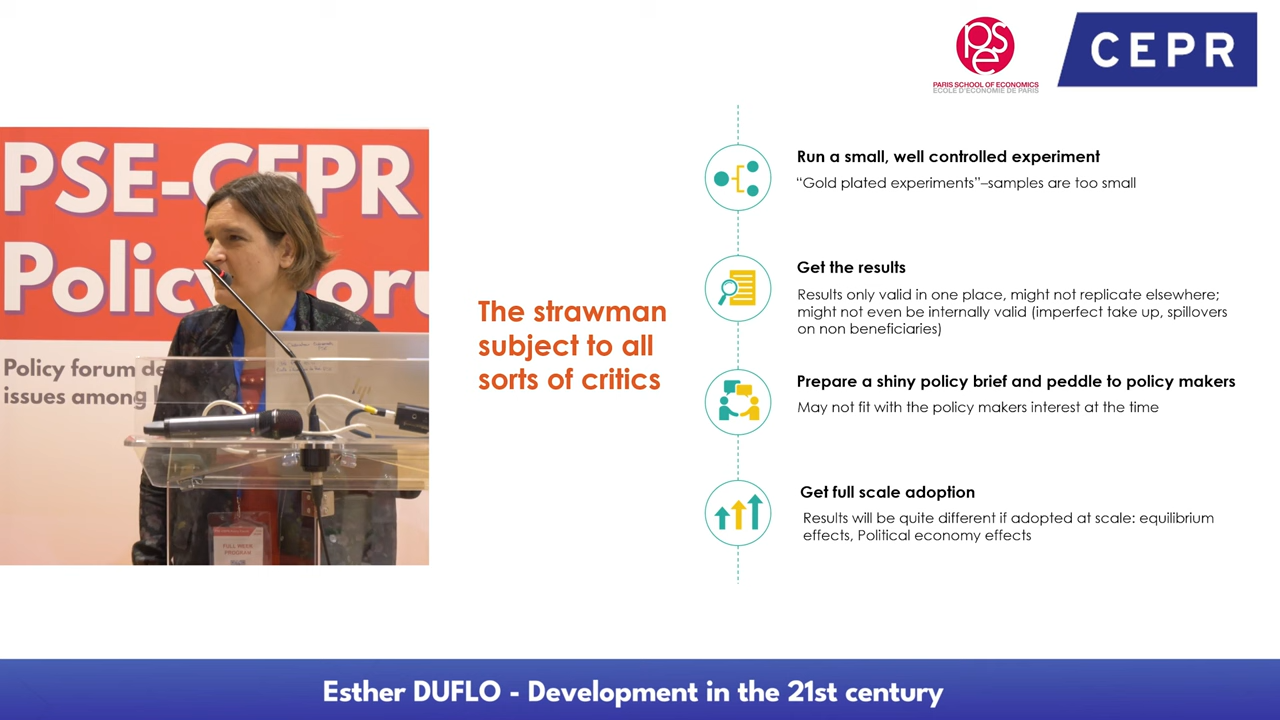 pse
PARIS SCHOOL OF ECONOMICS
ECOLE D'ECONOMIE DE PARIS
CEPR
PSE-CEPR
Policy Foru
Policy forum de
issues among
FULL WEEK
PROGRAM
The strawman
subject to all
sorts of critics
Run a small, well controlled experiment
“Gold plated experiments”–samples are too small
Get the results
Results only valid in one place, might not replicate elsewhere;
might not even be internally valid (imperfect take up, spillovers
on non beneficiaries)
Prepare a shiny policy brief and peddle to policy makers
May not fit with the policy makers interest at the time
Get full scale adoption
Results will be quite different if adopted at scale: equilibrium
effects, Political economy effects
Esther DUFLO - Development in the 21st century